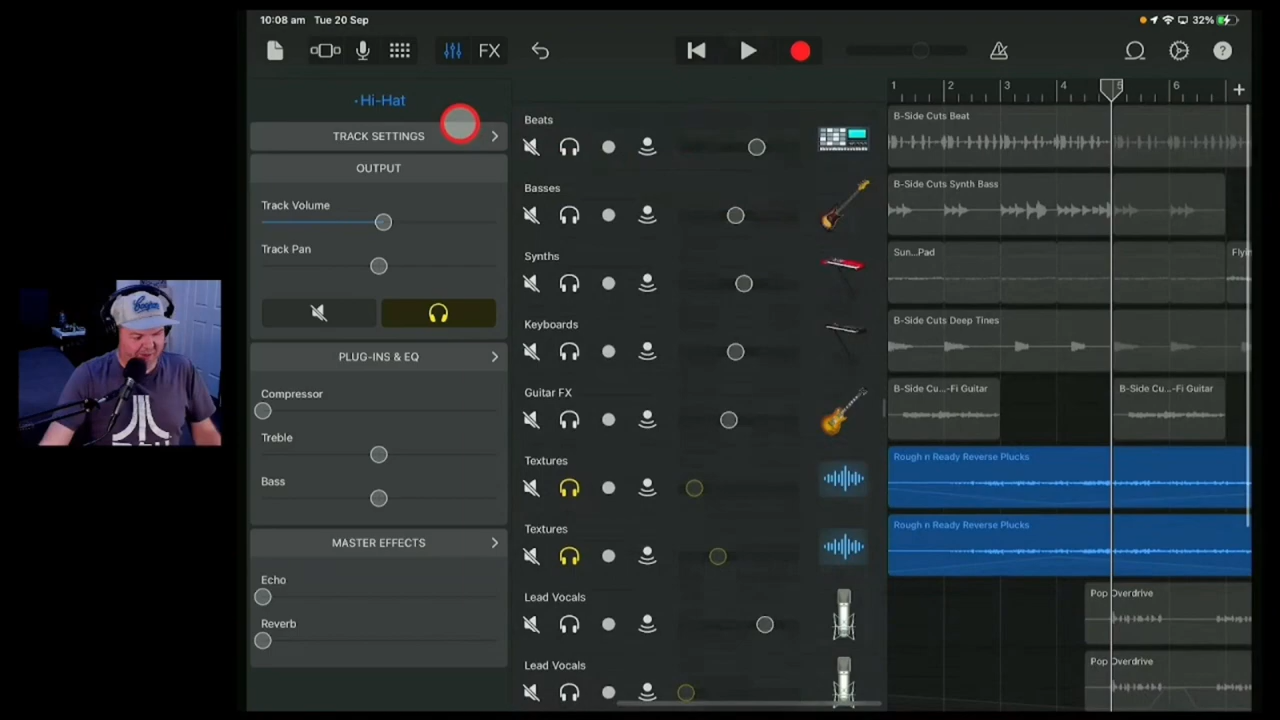 10:08 am Tue 20 Sep
32%
FX
?
· Hi-Hat
TRACK SETTINGS
OUTPUT
Track Volume
Track Pan
PLUG-INS & EQ
Compressor
Treble
Bass
MASTER EFFECTS
Echo
Reverb
Beats
Basses
Synths
Keyboards
Guitar FX
Textures
Textures
Lead Vocals
Lead Vocals
1 2 3 4 5 6 +
B-Side Cuts Beat
B-Side Cuts Synth Bass
Sun...Pad Flyin
B-Side Cuts Deep Tines
B-Side Cu...-Fi Guitar B-Side Cu...-Fi Guitar
Rough n Ready Reverse Plucks
Rough n Ready Reverse Plucks
Pop Overdrive
Pop Overdrive